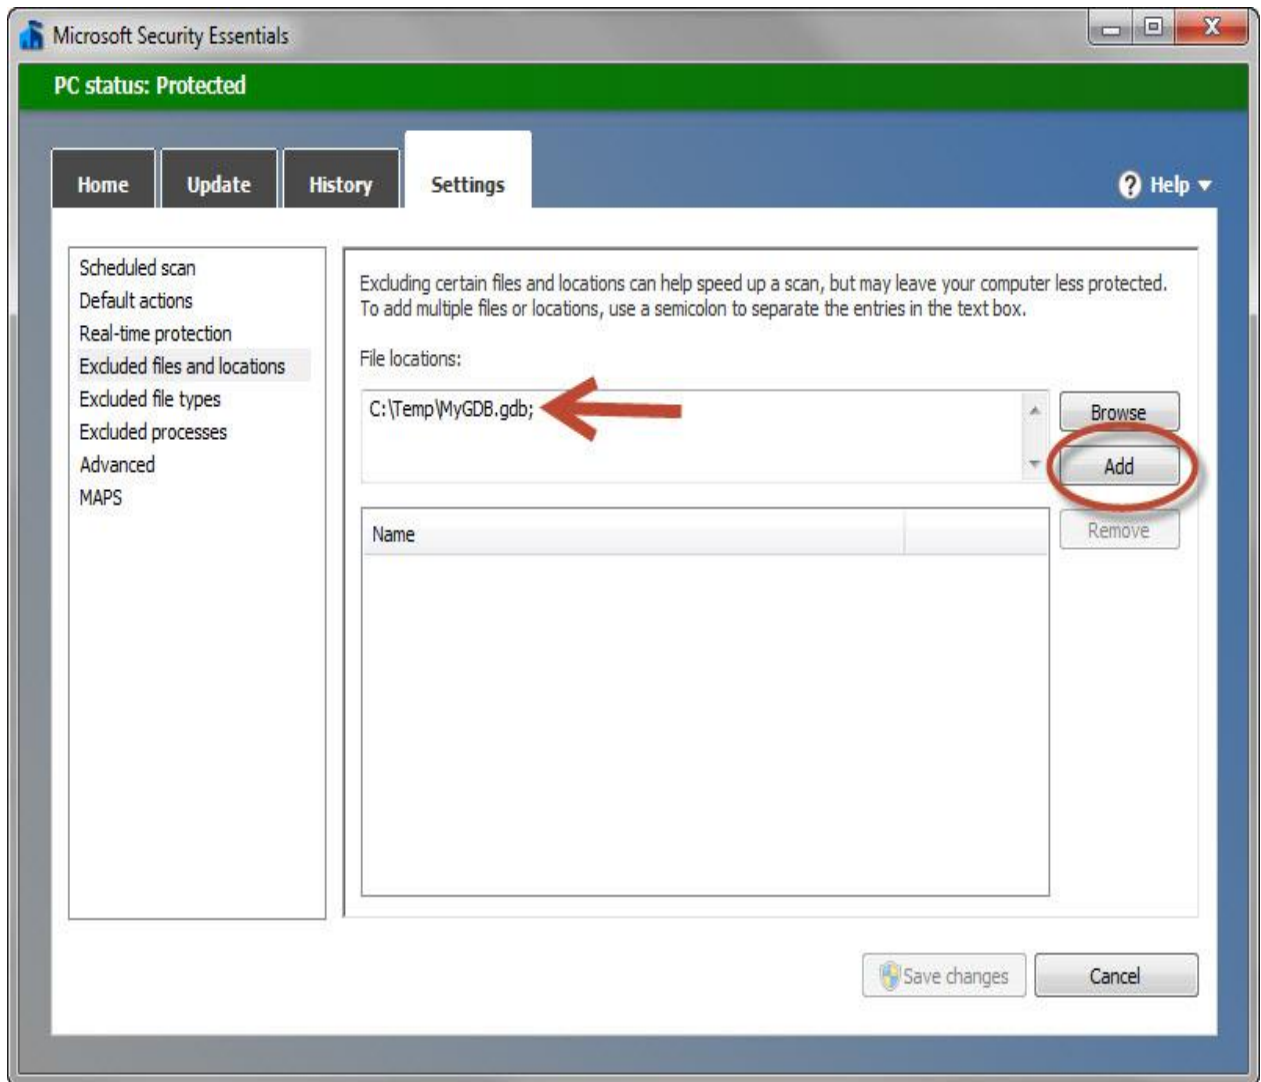 Microsoft Security Essentials
PC status: Protected
Home
Update
History
Settings
Help
Scheduled scan
Default actions
Real-time protection
Excluded files and locations
Excluded file types
Excluded processes
Advanced
MAPS
Excluding certain files and locations can help speed up a scan, but may leave your computer less protected.
To add multiple files or locations, use a semicolon to separate the entries in the text box.
File locations:
C:\Temp\MyGDB.gdb;
Browse
Add
Name
Remove
Save changes
Cancel